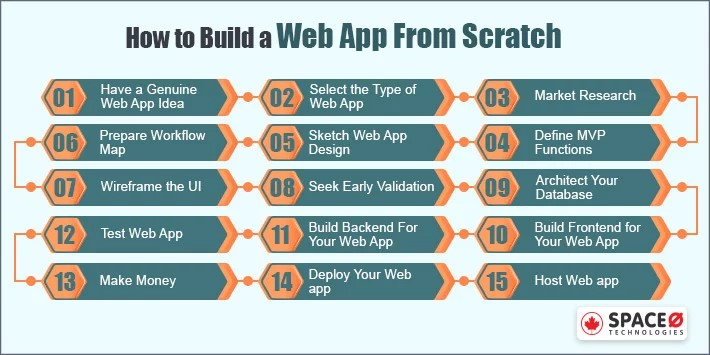 How to Build a Web App From Scratch
01
Have a Genuine
Web App Idea
02
Select the Type of
Web App
03
Market Research
06
Prepare Workflow
Map
05
Sketch Web App
Design
04
Define MVP
Functions
07
Wireframe the UI
08
Seek Early Validation
09
Architect Your
Database
12
Test Web App
11
Build Backend For
Your Web App
10
Build Frontend for
Your Web App
13
Make Money
14
Deploy Your Web
app
15
Host Web app
SPACEO
TECHNOLOGIES